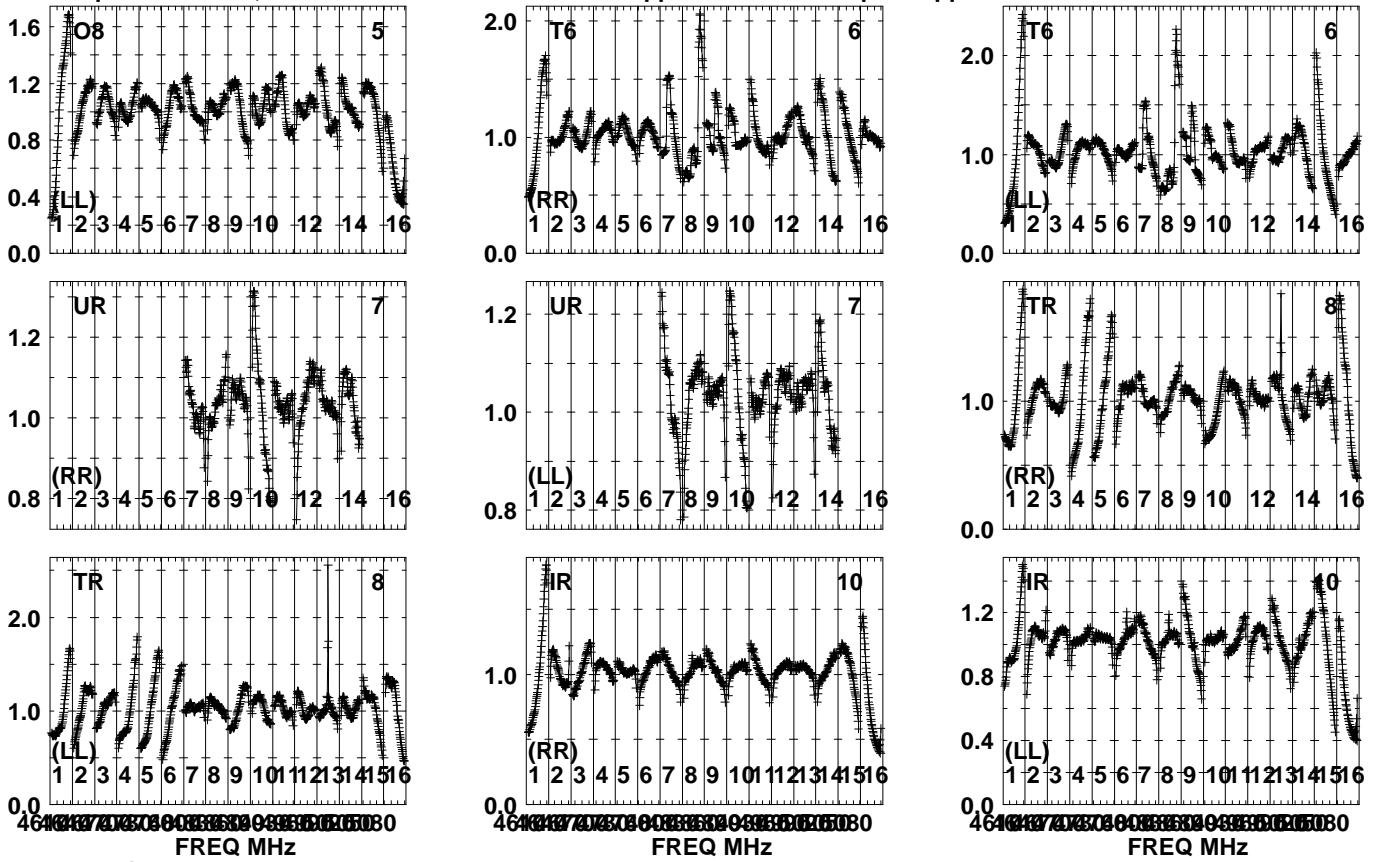 1.6
O8 5
1.2
0.8
0.4
(LL)
1 2 3 4 5 6 7 8 9 10 12 14 16
0.0
2.0
T6 6
1.0
(RR)
1 2 3 4 5 6 7 8 9 10 12 14 16
0.0
T6 6
2.0
1.0
(LL)
1 2 3 4 5 6 7 8 9 10 12 14 16
0.0
UR 7
1.2
1.0
(RR)
0.8
1 2 3 4 5 6 7 8 9 10 12 14 16
UR 7
1.2
1.0
(LL)
1 2 3 4 5 6 7 8 9 10 12 14 16
0.8
TR 8
1.0
(RR)
1 2 3 4 5 6 7 8 9 10 12 14 16
0.0
TR 8
2.0
1.0
(LL)
1 2 3 4 5 6 7 8 9 10 11 12 13 14 15 16
0.0
FREQ MHz
IR 10
1.0
(RR)
1 2 3 4 5 6 7 8 9 10 11 12 13 14 15 16
0.0
FREQ MHz
IR 10
1.2
0.8
(LL)
0.4
1 2 3 4 5 6 7 8 9 10 11 12 13 14 15 16
0.0
FREQ MHz